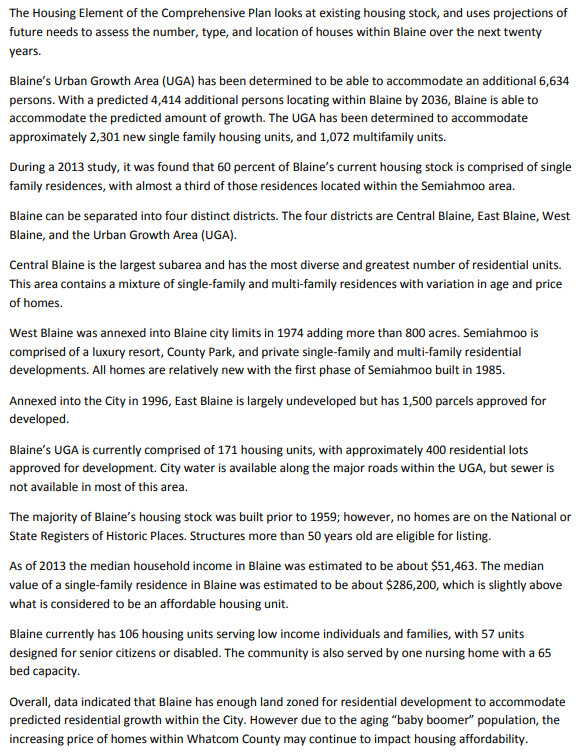 The Housing Element of the Comprehensive Plan looks at existing housing stock, and uses projections of
future needs to assess the number, type, and location of houses within Blaine over the next twenty
years.
Blaine's Urban Growth Area (UGA) has been determined to be able to accommodate an additional 6,634
persons. With a predicted 4,414 additional persons locating within Blaine by 2036, Blaine is able to
accommodate the predicted amount of growth. The UGA has been determined to accommodate
approximately 2,301 new single family housing units, and 1,072 multifamily units.
During a 2013 study, it was found that 60 percent of Blaine's current housing stock is comprised of single
family residences, with almost a third of those residences located within the Semiahmoo area.
Blaine can be separated into four distinct districts. The four districts are Central Blaine, East Blaine, West
Blaine, and the Urban Growth Area (UGA).
Central Blaine is the largest subarea and has the most diverse and greatest number of residential units.
This area contains a mixture of single-family and multi-family residences with variation in age and price
of homes.
West Blaine was annexed into Blaine city limits in 1974 adding more than 800 acres. Semiahmoo is
comprised of a luxury resort, County Park, and private single-family and multi-family residential
developments. All homes are relatively new with the first phase of Semiahmoo built in 1985.
Annexed into the City in 1996, East Blaine is largely undeveloped but has 1,500 parcels approved for
developed.
Blaine's UGA is currently comprised of 171 housing units, with approximately 400 residential lots
approved for development. City water is available along the major roads within the UGA, but sewer is
not available in most of this area.
The majority of Blaine's housing stock was built prior to 1959; however, no homes are on the National or
State Registers of Historic Places. Structures more than 50 years old are eligible for listing.
As of 2013 the median household income in Blaine was estimated to be about $51,463. The median
value of a single-family residence in Blaine was estimated to be about $286,200, which is slightly above
what is considered to be an affordable housing unit.
Blaine currently has 106 housing units serving low income individuals and families, with 57 units
designed for senior citizens or disabled. The community is also served by one nursing home with a 65
bed capacity.
Overall, data indicated that Blaine has enough land zoned for residential development to accommodate
predicted residential growth within the City. However due to the aging "baby boomer" population, the
increasing price of homes within Whatcom County may continue to impact housing affordability.